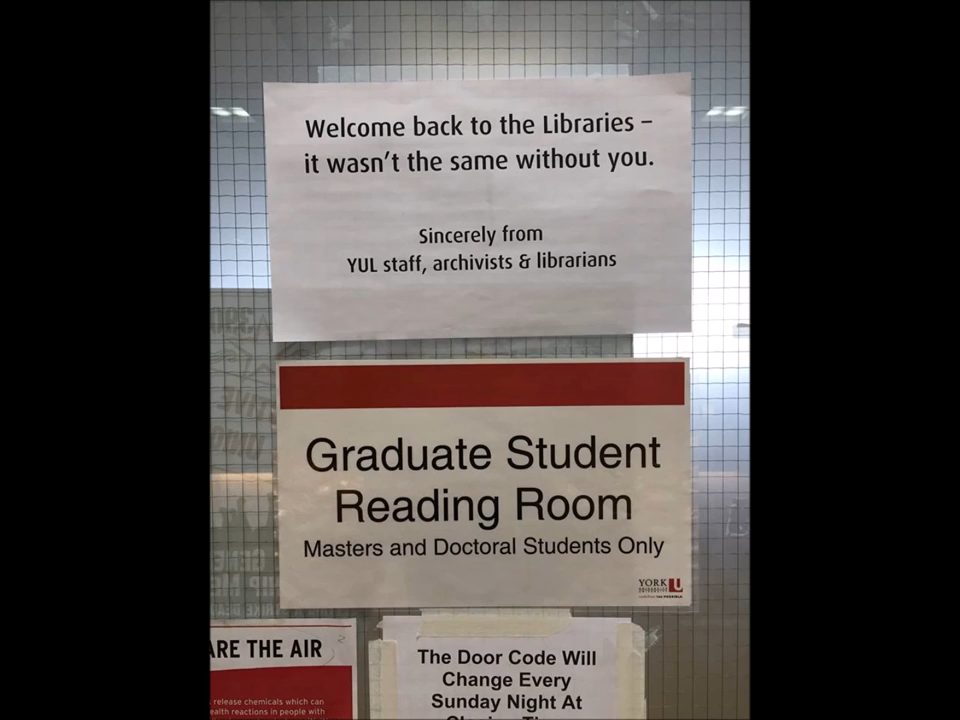 Welcome back to the Libraries –
it wasn't the same without you.
Sincerely from
YUL staff, archivists & librarians
Graduate Student
Reading Room
Masters and Doctoral Students Only
YORK U
ARE THE AIR
release chemicals which can
health reactions in people with
The Door Code Will
Change Every
Sunday Night At